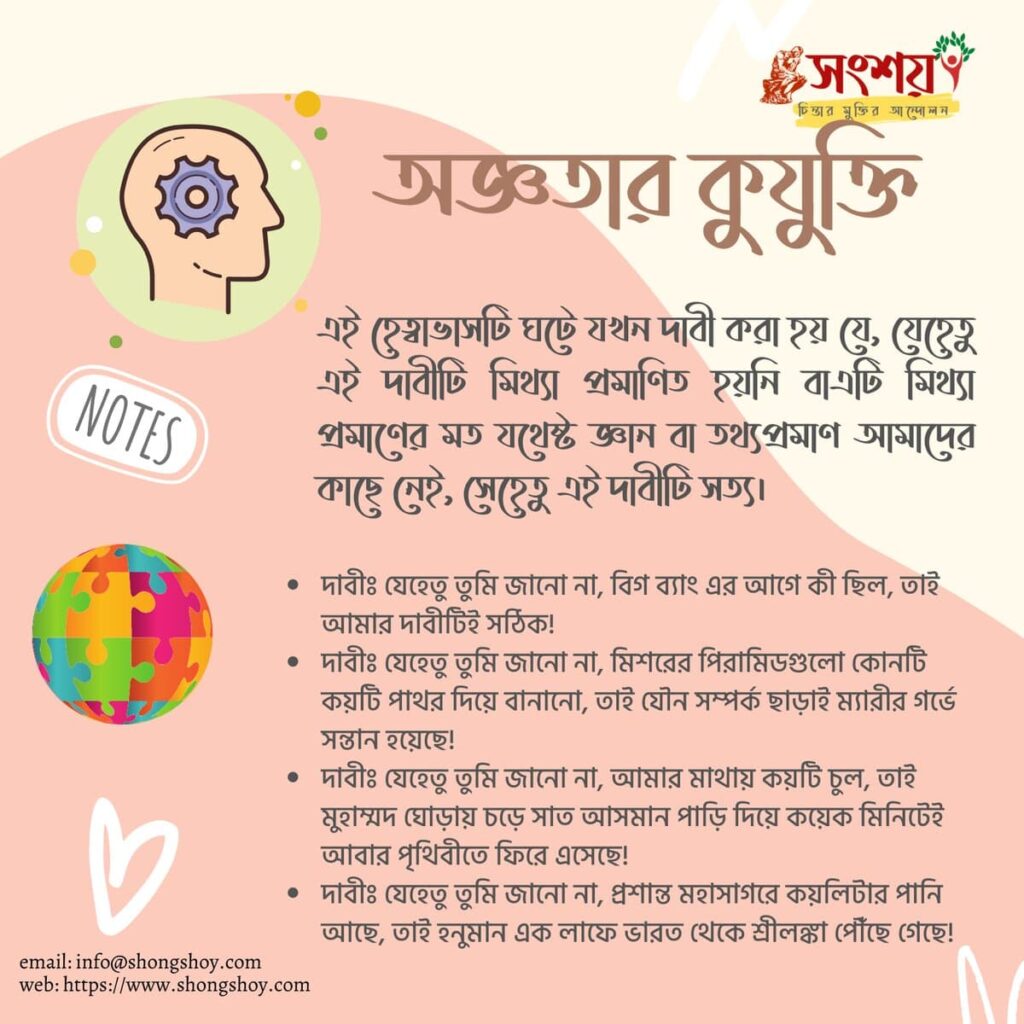 সংশয়
চিন্তার মুক্তির আন্দোলন
অজ্ঞতার কুযুক্তি
এই হেত্বাভাসটি ঘটে যখন দাবী করা হয় যে, যেহেতু
এই দাবীটি মিথ্যা প্রমাণিত হয়নি বাএটি মিথ্যা
প্রমাণের মত যথেষ্ট জ্ঞান বা তথ্যপ্রমাণ আমাদের
কাছে নেই, সেহেতু এই দাবীটি সত্য।
NOTES
• দাবীঃ যেহেতু তুমি জানো না, বিগ ব্যাং এর আগে কী ছিল, তাই
আমার দাবীটিই সঠিক!
• দাবীঃ যেহেতু তুমি জানো না, মিশরের পিরামিডগুলো কোনটি
কয়টি পাথর দিয়ে বানানো, তাই যৌন সম্পর্ক ছাড়াই ম্যারীর গর্ভে
সন্তান হয়েছে!
• দাবীঃ যেহেতু তুমি জানো না, আমার মাথায় কয়টি চুল, তাই
মুহাম্মদ ঘোড়ায় চড়ে সাত আসমান পাড়ি দিয়ে কয়েক মিনিটেই
আবার পৃথিবীতে ফিরে এসেছে!
• দাবীঃ যেহেতু তুমি জানো না, প্রশান্ত মহাসাগরে কয়লিটার পানি
আছে, তাই হনুমান এক লাফে ভারত থেকে শ্রীলঙ্কা পৌঁছে গেছে!
email: info@shongshoy.com
web: https://www.shongshoy.com